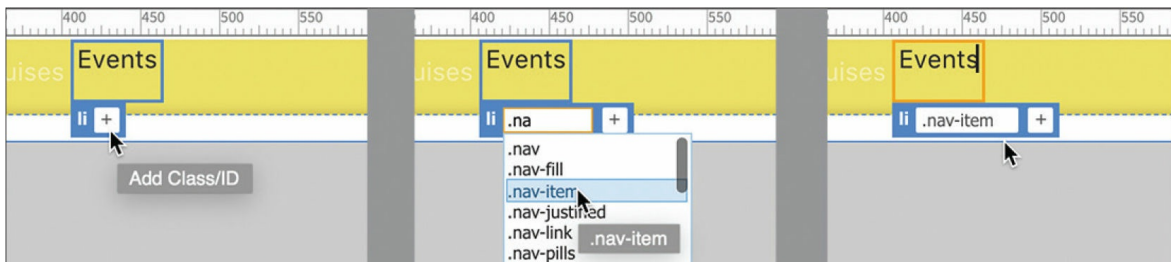 400 450 500 550
uises Events
li +
Add Class/ID
400 450 500 550
uises Events
li .na +
.nav
.nav-fill
.nav-item
.nav-justified
.nav-link
.nav-item
.nav-pills
400 450 500 550
uises Events
li .nav-item +